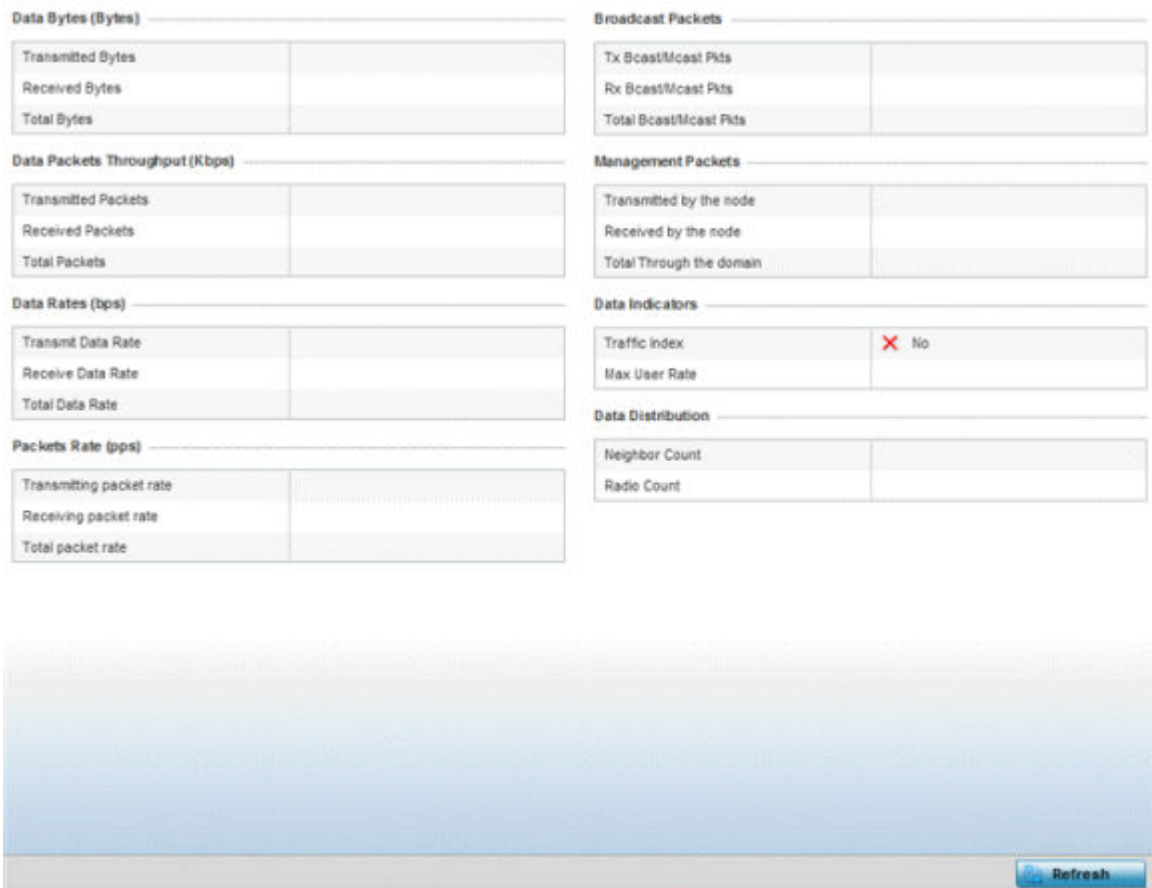 Data Bytes (Bytes)
Transmitted Bytes
Received Bytes
Total Bytes
Data Packets Throughput (Kbps)
Transmitted Packets
Received Packets
Total Packets
Data Rates (bps)
Transmit Data Rate
Receive Data Rate
Total Data Rate
Packets Rate (pps)
Transmitting packet rate
Receiving packet rate
Total packet rate
Broadcast Packets
Tx Bcast/Mcast Pkts
Rx Bcast/Mcast Pkts
Total Bcast/Mcast Pkts
Management Packets
Transmitted by the node
Received by the node
Total Through the domain
Data Indicators
Traffic Index No
Max User Rate
Data Distribution
Neighbor Count
Radio Count
Refresh